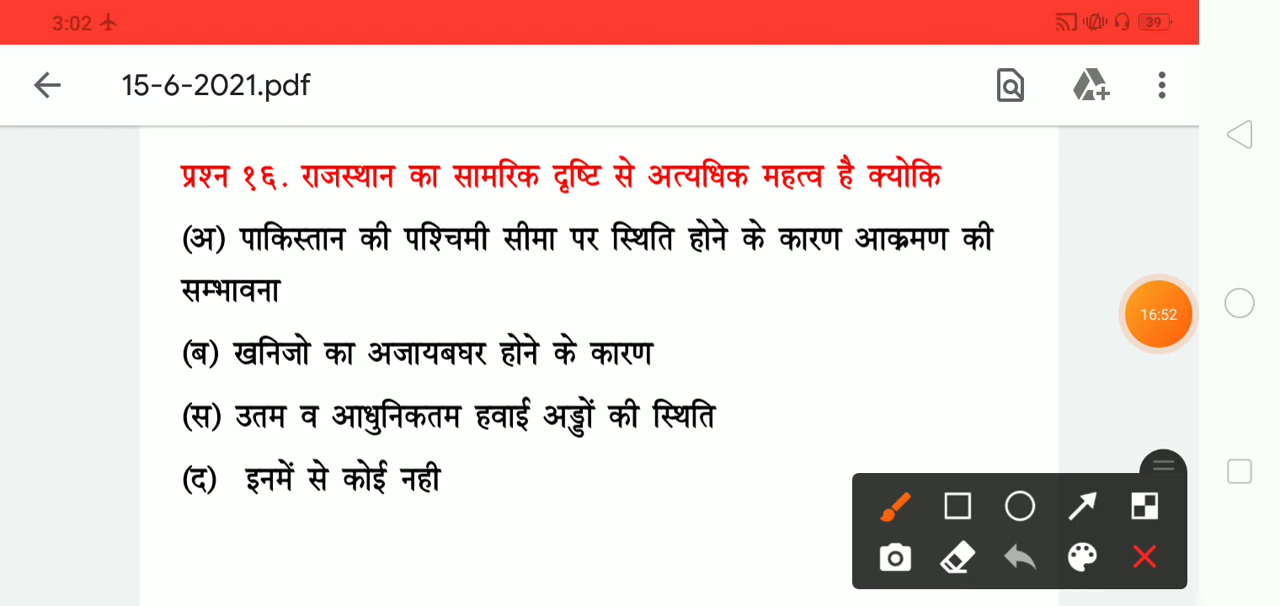 3:02
39
15-6-2021.pdf
प्रश्न १६. राजस्थान का सामरिक दृष्टि से अत्यधिक महत्व है क्योकि
(अ) पाकिस्तान की पश्चिमी सीमा पर स्थिति होने के कारण आक्रमण की
सम्भावना
16:52
(ब) खनिजो का अजायबघर होने के कारण
(स) उतम व आधुनिकतम हवाई अड्डों की स्थिति
(द) इनमें से कोई नही